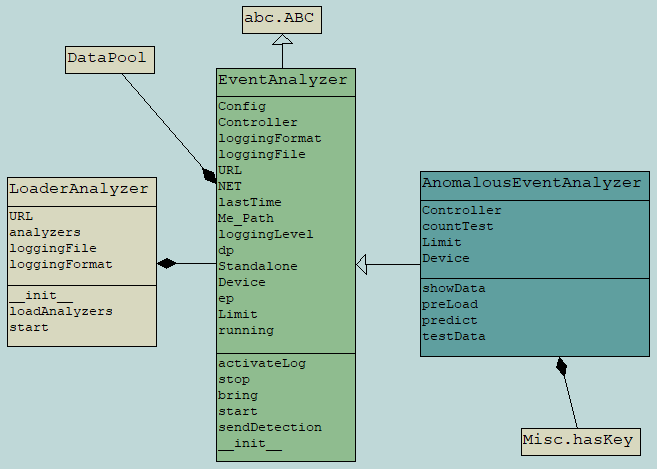 abc.ABC
DataPool
EventAnalyzer
Config
Controller
loggingFormat
loggingFile
URL
NET
lastTime
Me_Path
loggingLevel
dp
Standalone
Device
ep
Limit
running
activateLog
stop
bring
start
sendDetection
__init__
LoaderAnalyzer
URL
analyzers
loggingFile
loggingFormat
__init__
loadAnalyzers
start
AnomalousEventAnalyzer
Controller
countTest
Limit
Device
showData
preLoad
predict
testData
Misc.hasKey